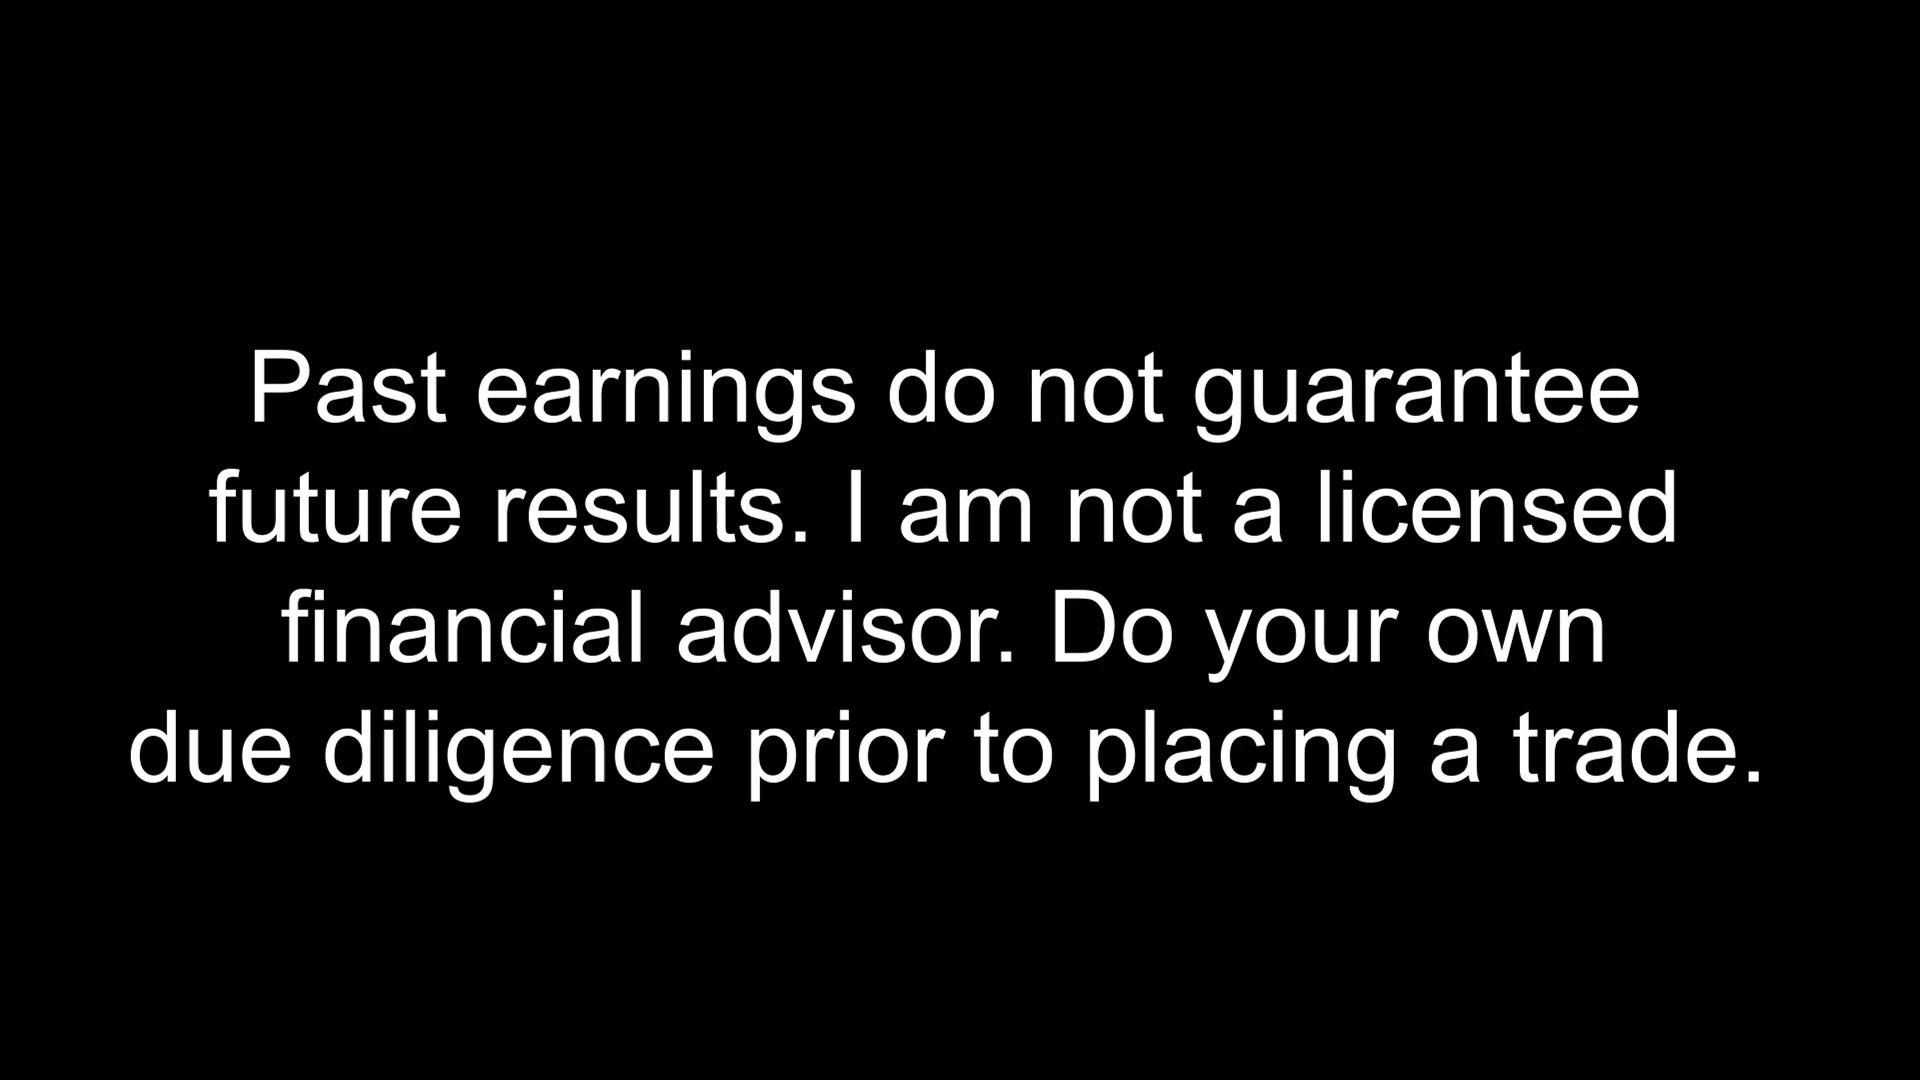 Past earnings do not guarantee
future results. I am not a licensed
financial advisor. Do your own
due diligence prior to placing a trade.